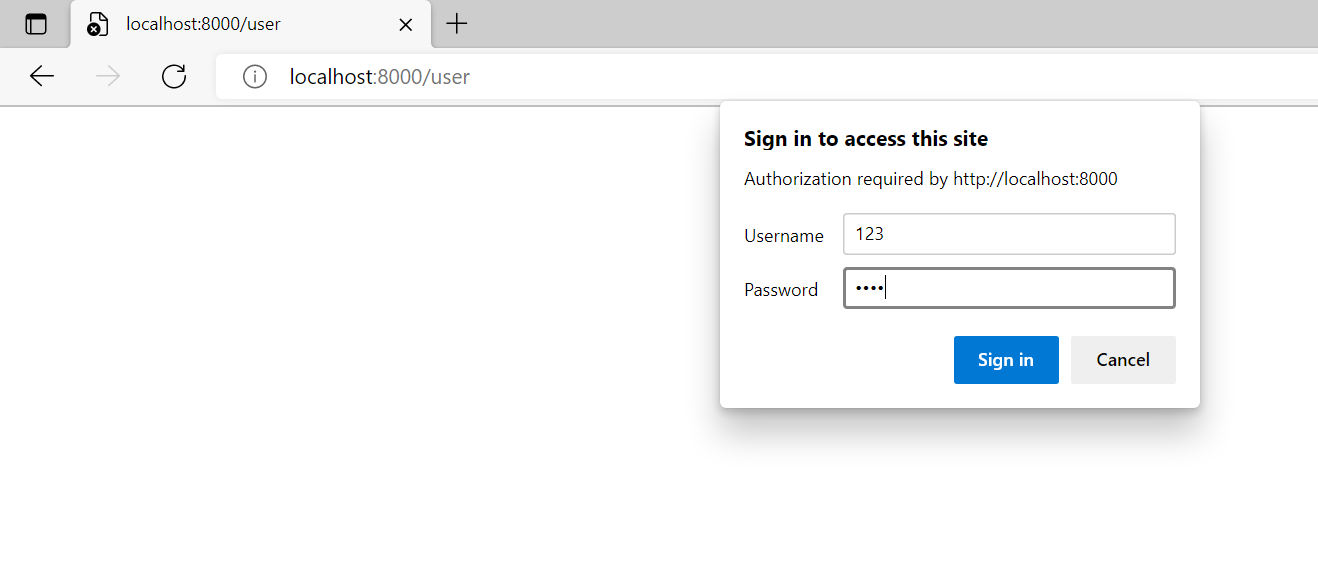 localhost:8000/user
localhost:8000/user
Sign in to access this site
Authorization required by http://localhost:8000
Username 123
Password ••••
Sign in Cancel